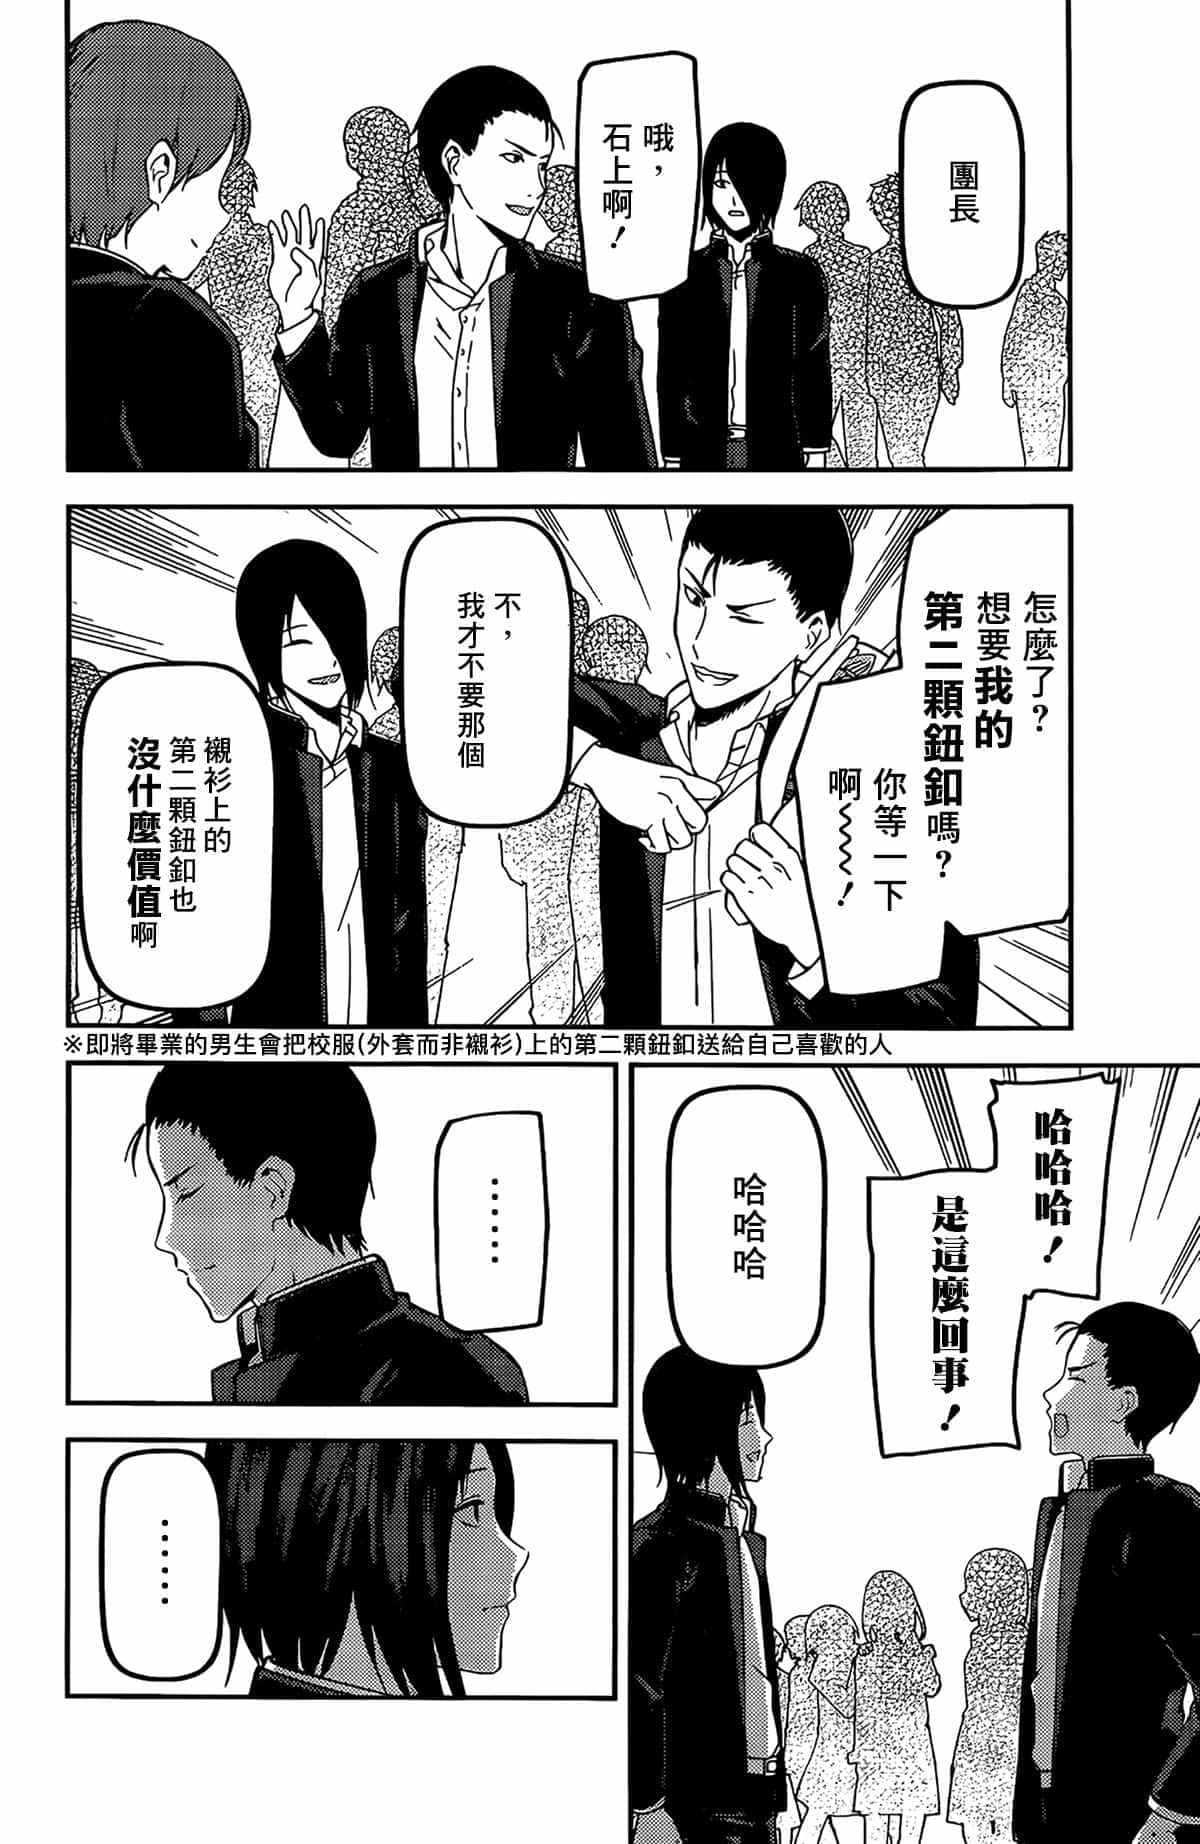 團長
哦，
石上啊！
怎麼了？
想要我的
第二顆鈕釦嗎？
你等一下
啊～～～！
不，
我才不要那個
襯衫上的
第二顆鈕釦也
沒什麼價值啊
※即將畢業的男生會把校服(外套而非襯衫)上的第二顆鈕釦送給自己喜歡的人
哈哈哈！
是這麼回事！
哈哈哈
……
……